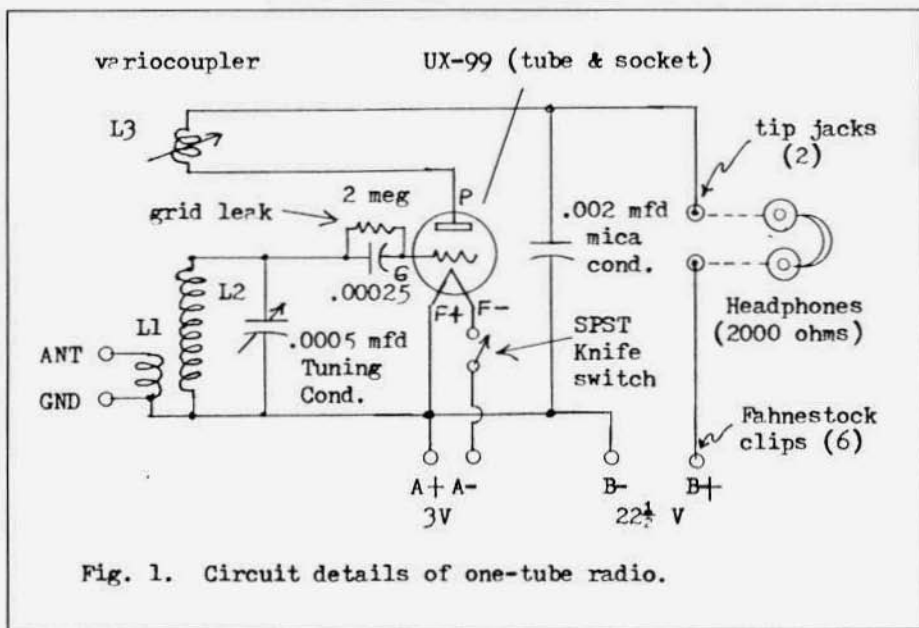 variocoupler
UX-99 (tube & socket)
L3
tip jacks
(2)
2 meg
P
grid leak
.002 mfd
mica
cond.
G
.00025
L2
F+ F-
L1
.0005 mfd
Tuning
Cond.
SPST
Knife
switch
Headphones
(2000 ohms)
ANT
GND
Fahnestock
clips (6)
A+ A-
3V
B- B+
22½ V
Fig. 1. Circuit details of one-tube radio.